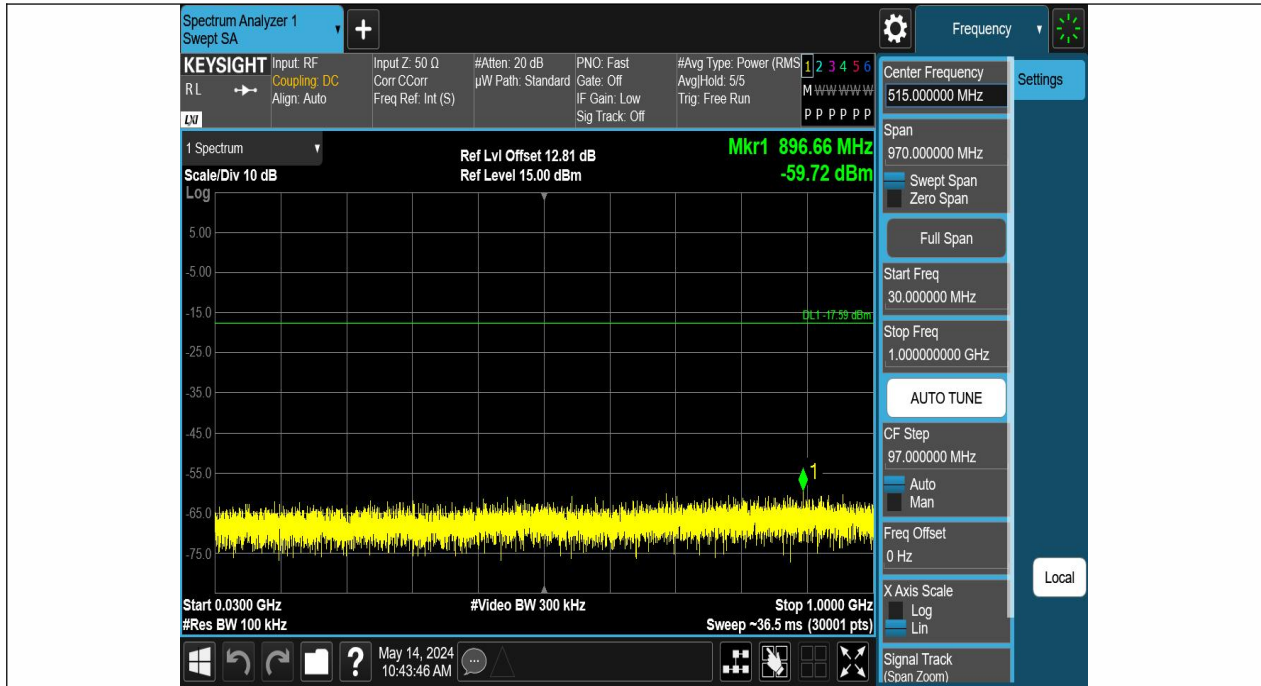 Spectrum Analyzer 1
Swept SA
+
Frequency
KEYSIGHT
RL
LXI
Input: RF
Coupling: DC
Align: Auto
Input Z: 50 Ω
Corr CCorr
Freq Ref: Int (S)
#Atten: 20 dB
µW Path: Standard
PNO: Fast
Gate: Off
IF Gain: Low
Sig Track: Off
#Avg Type: Power (RMS
Avg|Hold: 5/5
Trig: Free Run
1 2 3 4 5 6
M W W W W W
P P P P P P
1 Spectrum
Scale/Div 10 dB
Log
Ref Lvl Offset 12.81 dB
Ref Level 15.00 dBm
Mkr1 896.66 MHz
-59.72 dBm
5.00
-5.00
-15.0
DL1 -17.59 dBm
-25.0
-35.0
-45.0
-55.0
1
-65.0
-75.0
Start 0.0300 GHz
#Video BW 300 kHz
Stop 1.0000 GHz
#Res BW 100 kHz
Sweep ~36.5 ms (30001 pts)
?
May 14, 2024
10:43:46 AM
Center Frequency
515.000000 MHz
Settings
Span
970.000000 MHz
Swept Span
Zero Span
Full Span
Start Freq
30.000000 MHz
Stop Freq
1.000000000 GHz
AUTO TUNE
CF Step
97.000000 MHz
Auto
Man
Freq Offset
0 Hz
Local
X Axis Scale
Log
Lin
Signal Track
(Span Zoom)